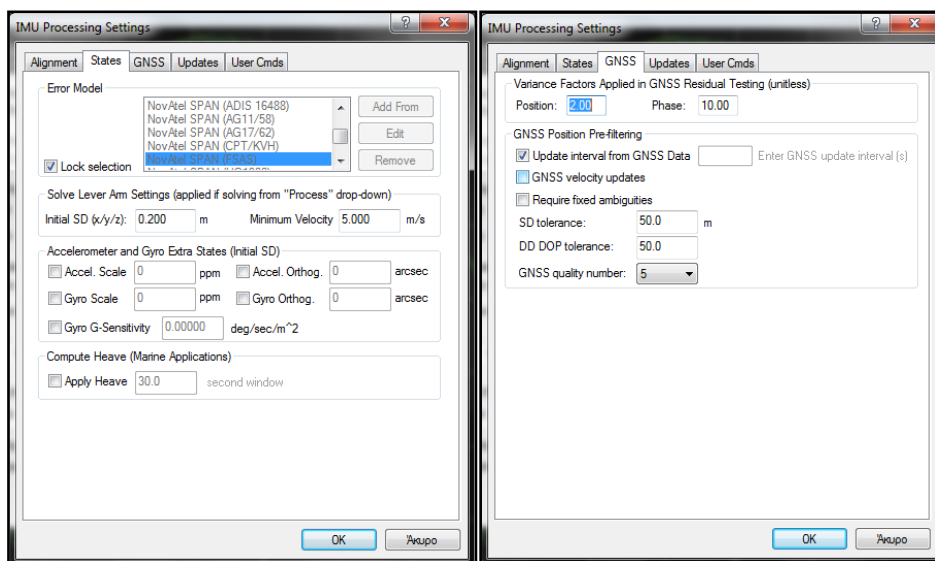 IMU Processing Settings
Alignment States GNSS Updates User Cmds
Error Model
NovAtel SPAN (ADIS 16488)
NovAtel SPAN (AG11/58)
NovAtel SPAN (AG17/62)
NovAtel SPAN (CPT/KVH)
NovAtel SPAN (FSAS)
Add From
Edit
Remove
Lock selection
Solve Lever Arm Settings (applied if solving from "Process" drop-down)
Initial SD (x/y/z): 0.200 m Minimum Velocity 5.000 m/s
Accelerometer and Gyro Extra States (Initial SD)
Accel. Scale 0 ppm Accel. Orthog. 0 arcsec
Gyro Scale 0 ppm Gyro Orthog. 0 arcsec
Gyro G-Sensitivity 0.00000 deg/sec/m^2
Compute Heave (Marine Applications)
Apply Heave 30.0 second window
OK Άκυρο
IMU Processing Settings
Alignment States GNSS Updates User Cmds
Variance Factors Applied in GNSS Residual Testing (unitless)
Position: 2.00 Phase: 10.00
GNSS Position Pre-filtering
Update interval from GNSS Data Enter GNSS update interval (s)
GNSS velocity updates
Require fixed ambiguities
SD tolerance: 50.0 m
DD DOP tolerance: 50.0
GNSS quality number: 5
OK Άκυρο